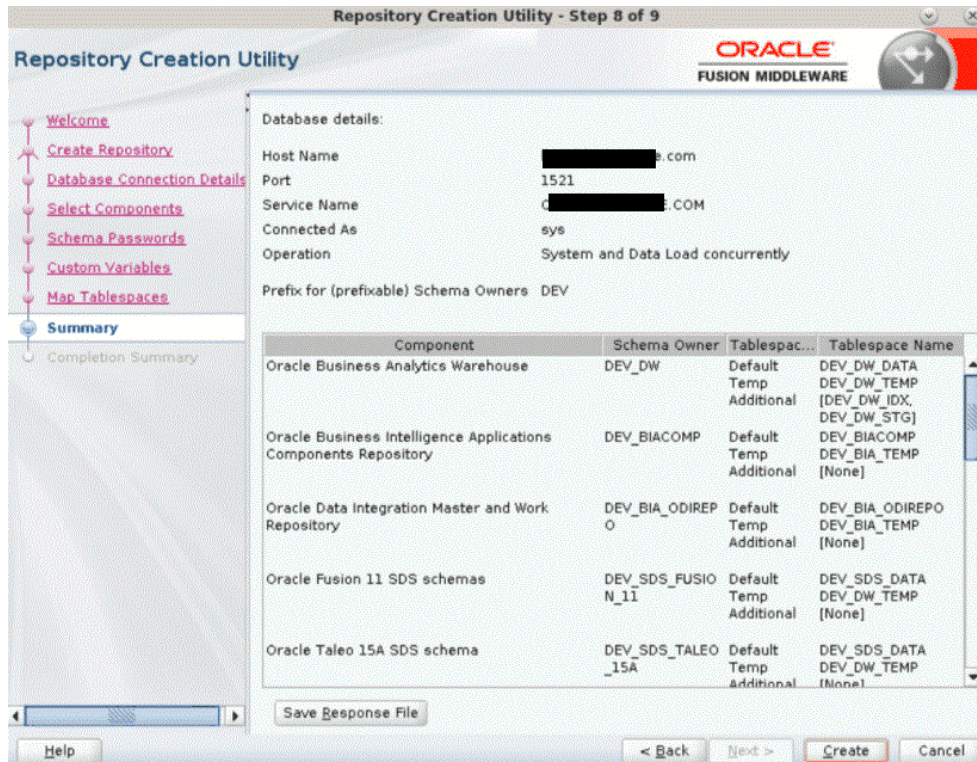 Repository Creation Utility - Step 8 of 9
Repository Creation Utility
ORACLE
FUSION MIDDLEWARE
Welcome
Create Repository
Database Connection Details
Select Components
Schema Passwords
Custom Variables
Map Tablespaces
Summary
Completion Summary
Database details:
Host Name e.com
Port 1521
Service Name .COM
Connected As sys
Operation System and Data Load concurrently
Prefix for (prefixable) Schema Owners DEV
Component Schema Owner Tablespac... Tablespace Name
Oracle Business Analytics Warehouse DEV_DW Default DEV_DW_DATA
Temp DEV_DW_TEMP
Additional [DEV_DW_IDX,
DEV_DW_STG]
Oracle Business Intelligence Applications DEV_BIACOMP Default DEV_BIACOMP
Components Repository Temp DEV_BIA_TEMP
Additional [None]
Oracle Data Integration Master and Work DEV_BIA_ODIREP Default DEV_BIA_ODIREPO
Repository O Temp DEV_BIA_TEMP
Additional [None]
Oracle Fusion 11 SDS schemas DEV_SDS_FUSIO Default DEV_SDS_DATA
N_11 Temp DEV_DW_TEMP
Additional [None]
Oracle Taleo 15A SDS schema DEV_SDS_TALEO Default DEV_SDS_DATA
_15A Temp DEV_DW_TEMP
Additional [None]
Save Response File
Help < Back Next > Create Cancel